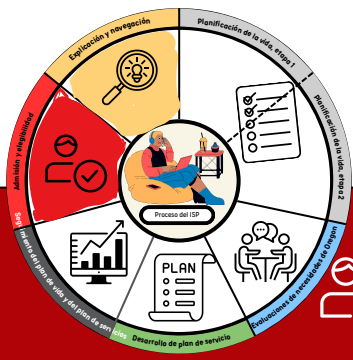 Explicación y navegación
Planificación de la vida, etapa 1
Planificación de la vida, etapa 2
Evaluaciones de necesidades de Oregon
Desarrollo de plan de servicio
imiento del plan de vida y del plan de servicios
Segu
Admisión y elegibilidad
Proceso del ISP
PLAN